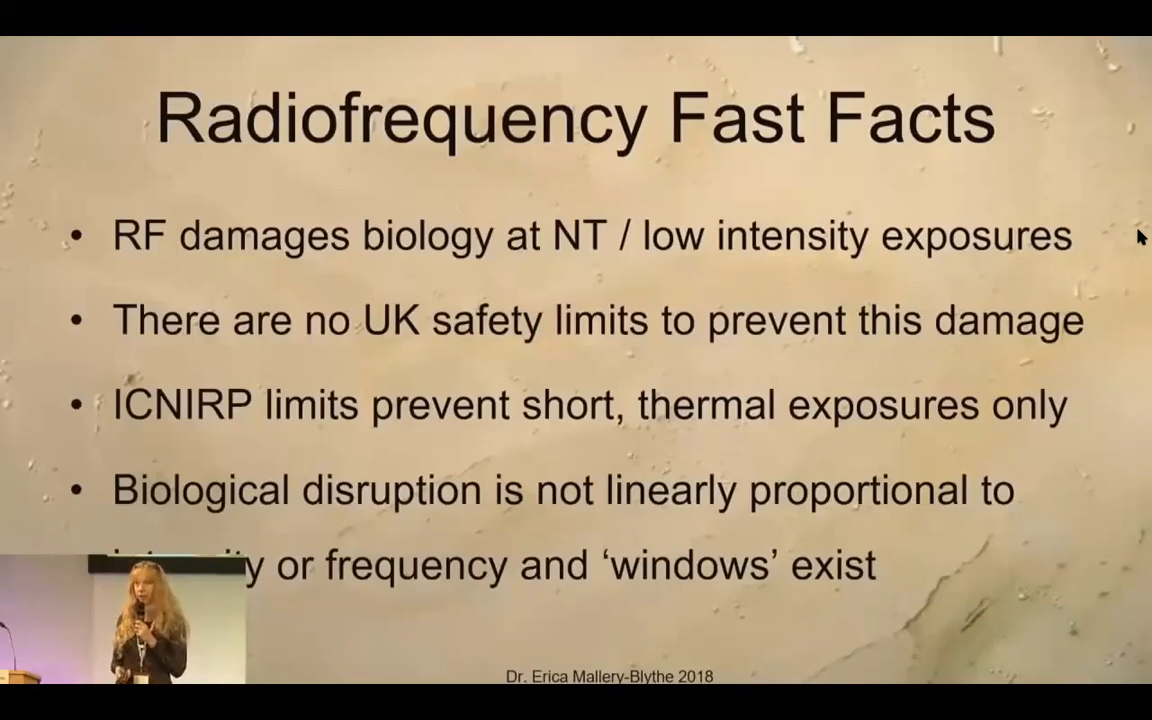 Radiofrequency Fast Facts
• RF damages biology at NT / low intensity exposures
• There are no UK safety limits to prevent this damage
• ICNIRP limits prevent short, thermal exposures only
• Biological disruption is not linearly proportional to
or frequency and ‘windows’ exist
Dr. Erica Mallery-Blythe 2018